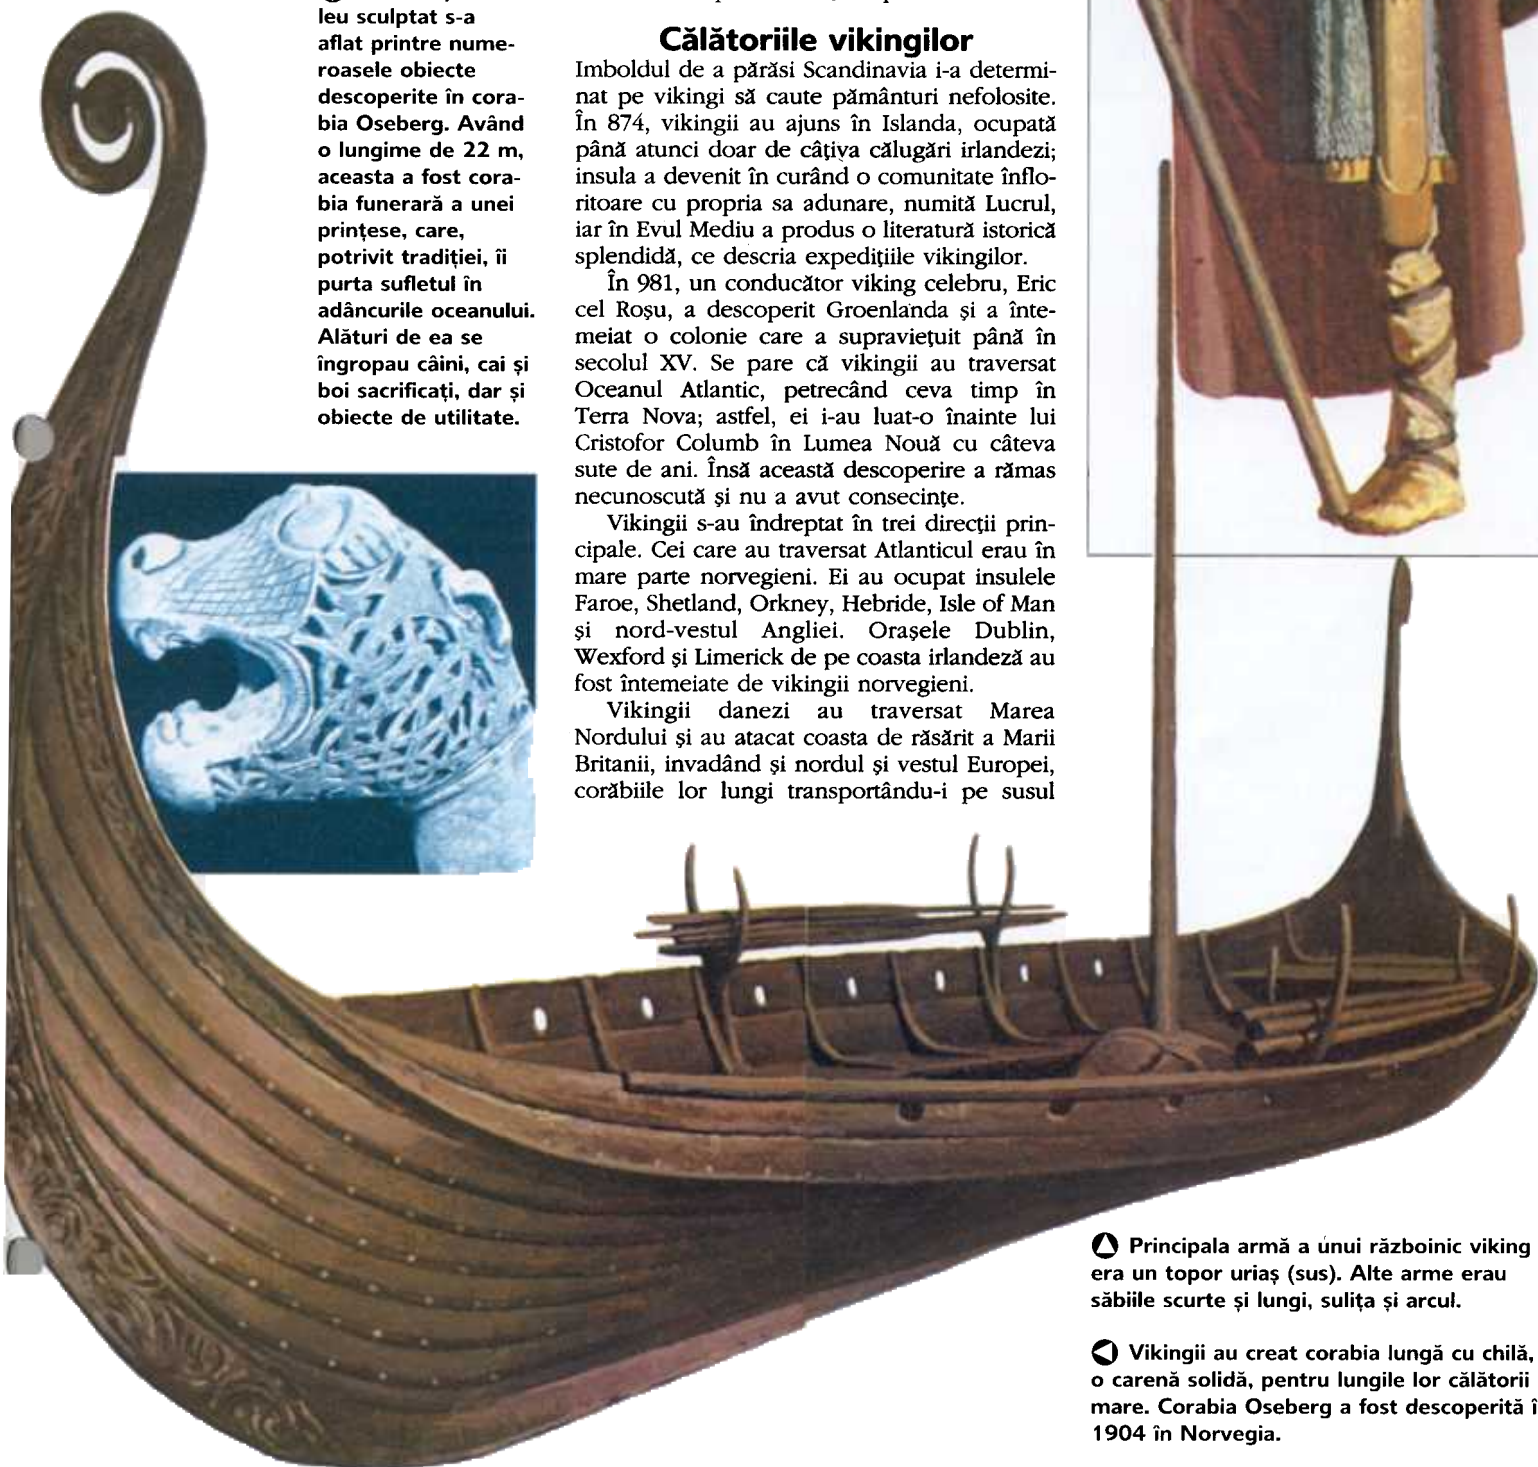 leu sculptat s-a
aflat printre nume-
roasele obiecte
descoperite în cora-
bia Oseberg. Având
o lungime de 22 m,
aceasta a fost cora-
bia funerară a unei
prințese, care,
potrivit tradiției, îi
purta sufletul în
adâncurile oceanului.
Alături de ea se
îngropau câini, cai și
boi sacrificați, dar și
obiecte de utilitate.
Călătoriile vikingilor
Imboldul de a părăsi Scandinavia i-a determi-
nat pe vikingi să caute pământuri nefolosite.
În 874, vikingii au ajuns în Islanda, ocupată
până atunci doar de câțiva călugări irlandezi;
insula a devenit în curând o comunitate înflo-
ritoare cu propria sa adunare, numită Lucrul,
iar în Evul Mediu a produs o literatură istorică
splendidă, ce descria expedițiile vikingilor.
În 981, un conducător viking celebru, Eric
cel Roșu, a descoperit Groenlanda și a înte-
meiat o colonie care a supraviețuit până în
secolul XV. Se pare că vikingii au traversat
Oceanul Atlantic, petrecând ceva timp în
Terra Nova; astfel, ei i-au luat-o înainte lui
Cristofor Columb în Lumea Nouă cu câteva
sute de ani. Însă această descoperire a rămas
necunoscută și nu a avut consecințe.
Vikingii s-au îndreptat în trei direcții prin-
cipale. Cei care au traversat Atlanticul erau în
mare parte norvegieni. Ei au ocupat insulele
Faroe, Shetland, Orkney, Hebride, Isle of Man
și nord-vestul Angliei. Orașele Dublin,
Wexford și Limerick de pe coasta irlandeză au
fost întemeiate de vikingii norvegieni.
Vikingii danezi au traversat Marea
Nordului și au atacat coasta de răsărit a Marii
Britanii, invadând și nordul și vestul Europei,
corăbiile lor lungi transportându-i pe susul
Principala armă a unui războinic viking
era un topor uriaș (sus). Alte arme erau
săbiile scurte și lungi, sulița și arcul.
Vikingii au creat corabia lungă cu chilă,
o carenă solidă, pentru lungile lor călătorii
mare. Corabia Oseberg a fost descoperită î
1904 în Norvegia.